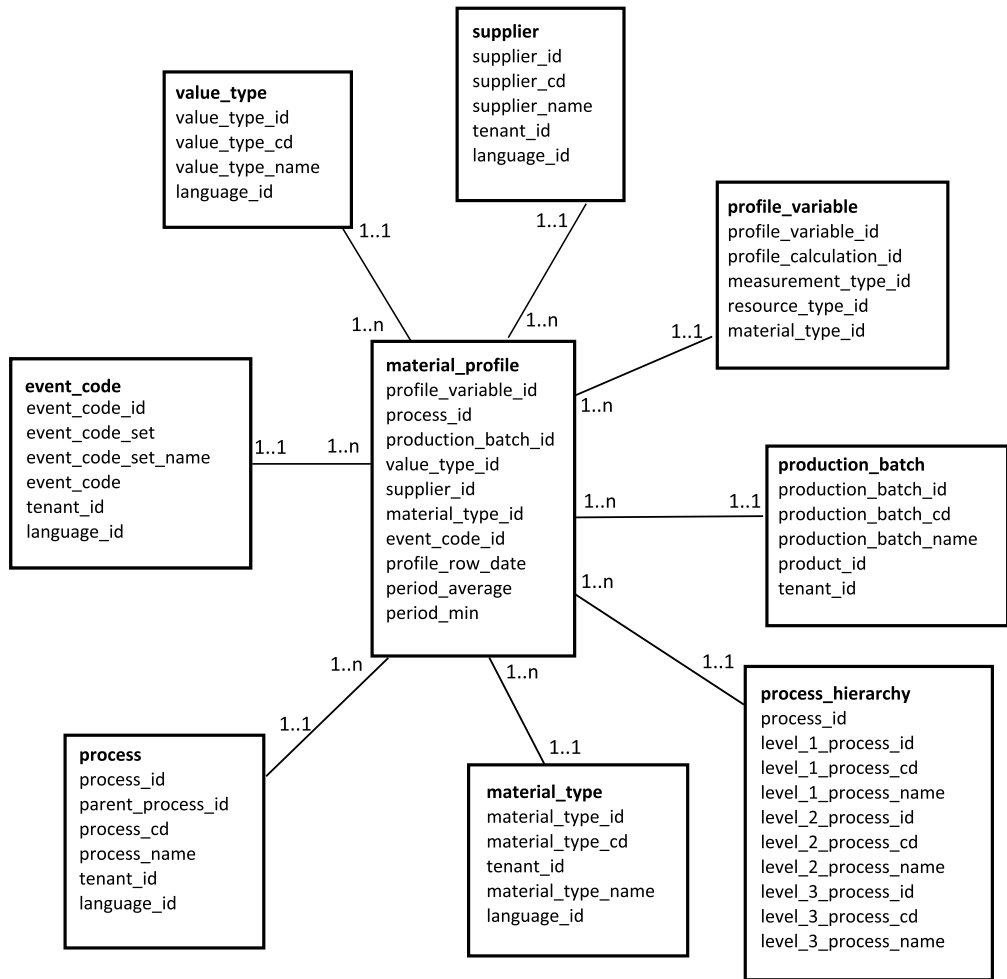 supplier
supplier_id
supplier_cd
supplier_name
tenant_id
language_id
value_type
value_type_id
value_type_cd
value_type_name
language_id
profile_variable
profile_variable_id
profile_calculation_id
measurement_type_id
resource_type_id
material_type_id
1..1
1..1
1..n
1..n
1..1
1..n
material_profile
profile_variable_id
process_id
production_batch_id
value_type_id
supplier_id
material_type_id
event_code_id
profile_row_date
period_average
period_min
event_code
event_code_id
event_code_set
event_code_set_name
event_code
tenant_id
language_id
1..1
1..n
1..n
1..1
production_batch
production_batch_id
production_batch_cd
production_batch_name
product_id
tenant_id
1..n
1..1
1..n
1..1
1..n
1..1
process
process_id
parent_process_id
process_cd
process_name
tenant_id
language_id
material_type
material_type_id
material_type_cd
tenant_id
material_type_name
language_id
process_hierarchy
process_id
level_1_process_id
level_1_process_cd
level_1_process_name
level_2_process_id
level_2_process_cd
level_2_process_name
level_3_process_id
level_3_process_cd
level_3_process_name